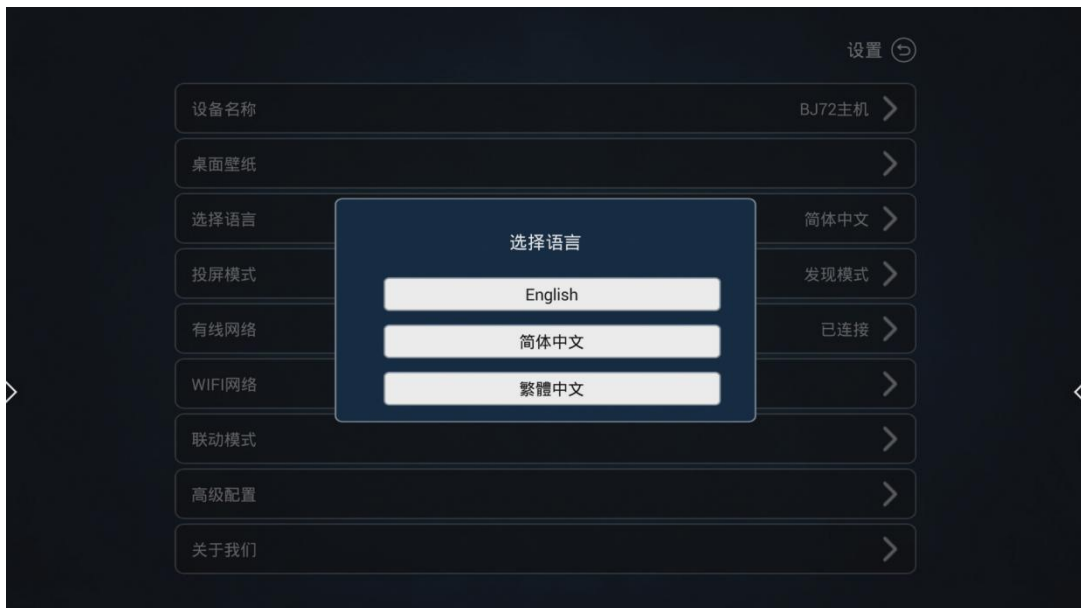 设置
设备名称 BJ72主机
桌面壁纸
选择语言 简体中文
选择语言
投屏模式 发现模式
English
有线网络 已连接
简体中文
WIFI网络
繁體中文
联动模式
高级配置
关于我们